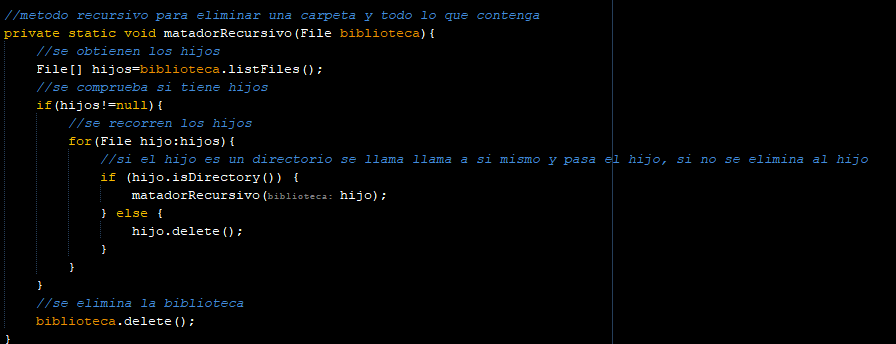 //metodo recursivo para eliminar una carpeta y todo lo que contenga
private static void matadorRecursivo(File biblioteca){
//se obtienen los hijos
File[] hijos=biblioteca.listFiles();
//se comprueba si tiene hijos
if(hijos!=null){
//se recorren los hijos
for(File hijo:hijos){
//si el hijo es un directorio se llama llama a si mismo y pasa el hijo, si no se elimina al hijo
if (hijo.isDirectory()) {
matadorRecursivo(biblioteca: hijo);
} else {
hijo.delete();
}
}
}
//se elimina la biblioteca
biblioteca.delete();
}